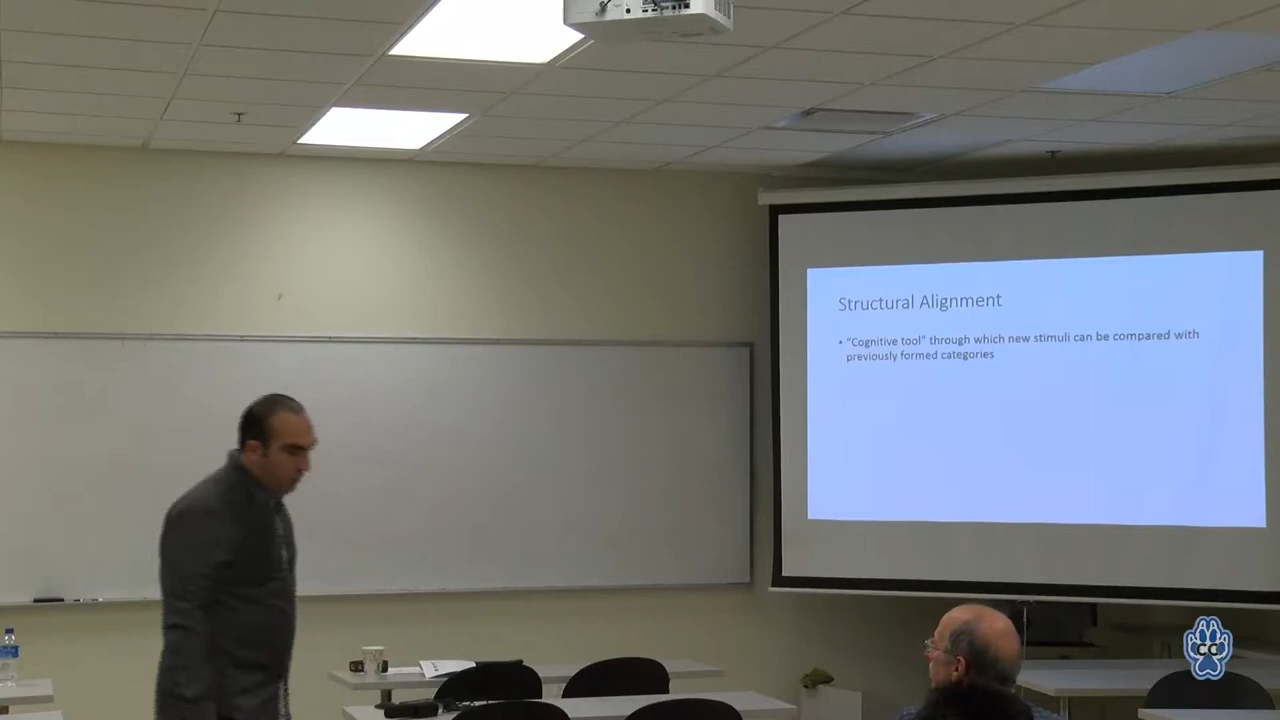 Structural Alignment
• “Cognitive tool” through which new stimuli can be compared with
previously formed categories
CC